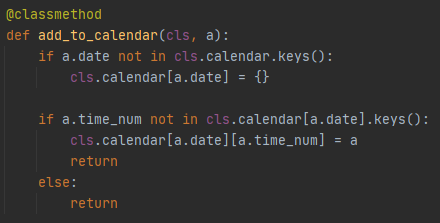 @classmethod
def add_to_calendar(cls, a):
    if a.date not in cls.calendar.keys():
        cls.calendar[a.date] = {}

    if a.time_num not in cls.calendar[a.date].keys():
        cls.calendar[a.date][a.time_num] = a
        return
    else:
        return